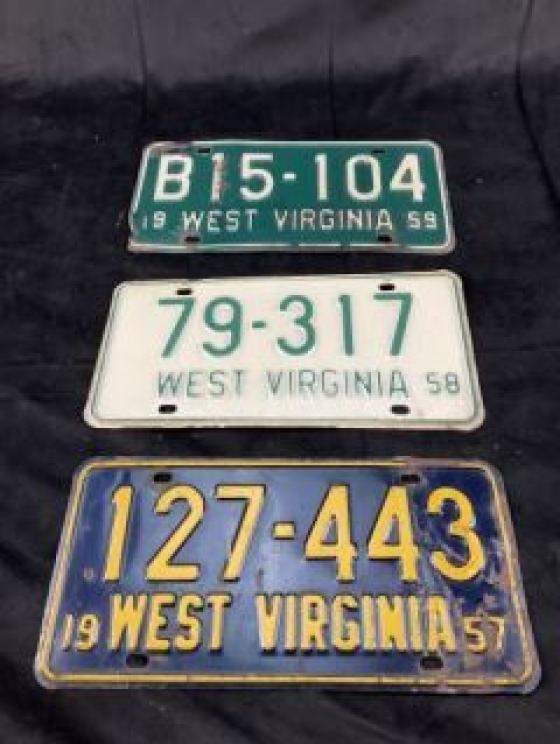 B15-104
19 WEST VIRGINIA 59
79-317
WEST VIRGINIA 58
127-443
19 WEST VIRGINIA 57